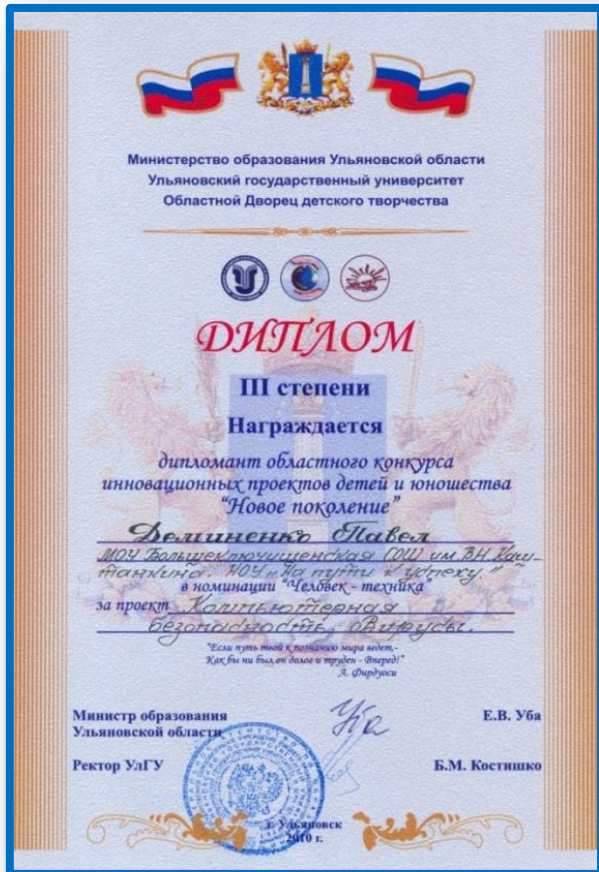 Министерство образования Ульяновской области
Ульяновский государственный университет
Областной Дворец детского творчества
ДИПЛОМ
III степени
Награждается
дипломант областного конкурса
инновационных проектов детей и юношества
"Новое поколение"
Деминенко Павел
МОУ Большеключищенская СОШ им. В.Н. Каш-
танкина. НОУ "На пути к успеху."
в номинации "Человек - техника"
за проект Компьютерная
безопасность. Вирусы.
"Если путь твой к познанию мира ведет,-
Как бы ни был он долог и труден - Вперед!"
А. Фирдоуси
Министр образования
Ульяновской области
Е.В. Уба
Ректор УлГУ
Б.М. Костишко
г. Ульяновск
2010 г.